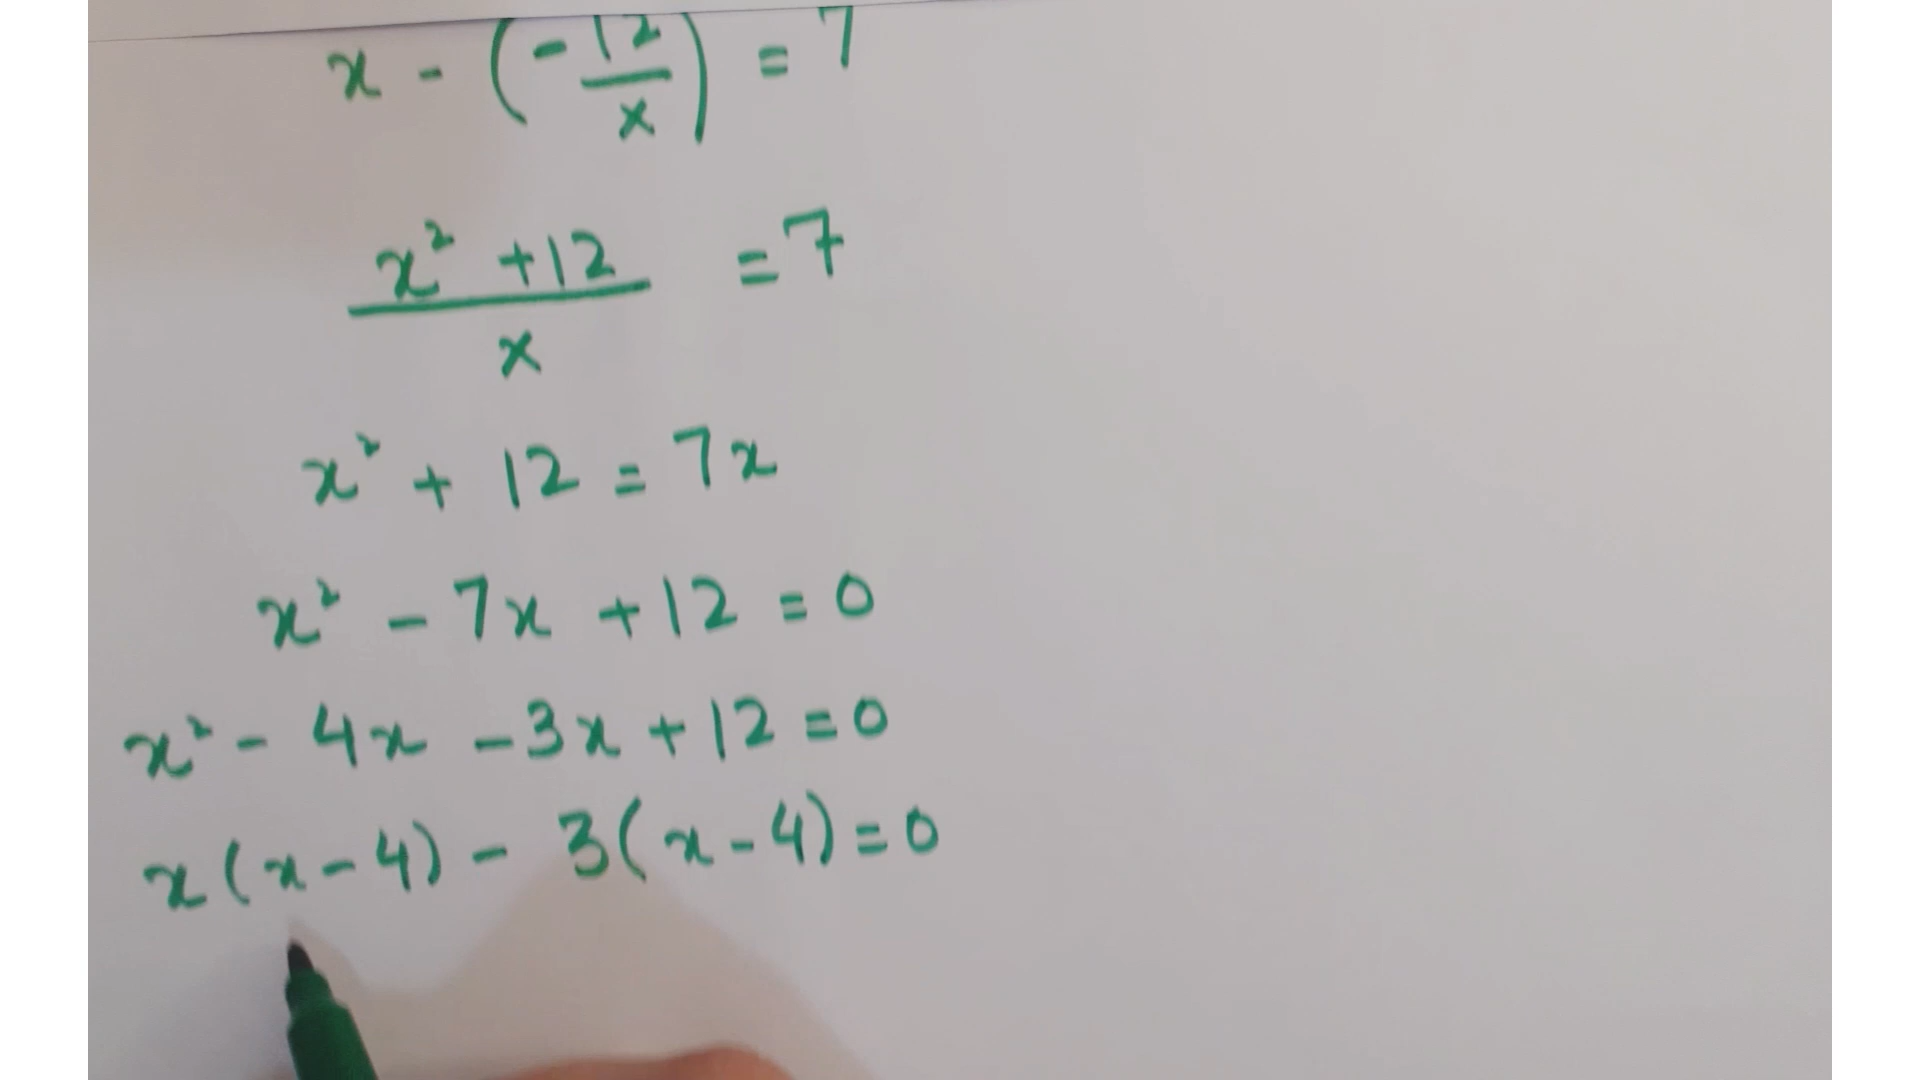 x - (-12/x) = 7
x² + 12 / x = 7
x² + 12 = 7x
x² - 7x + 12 = 0
x² - 4x - 3x + 12 = 0
x(x - 4) - 3(x - 4) = 0